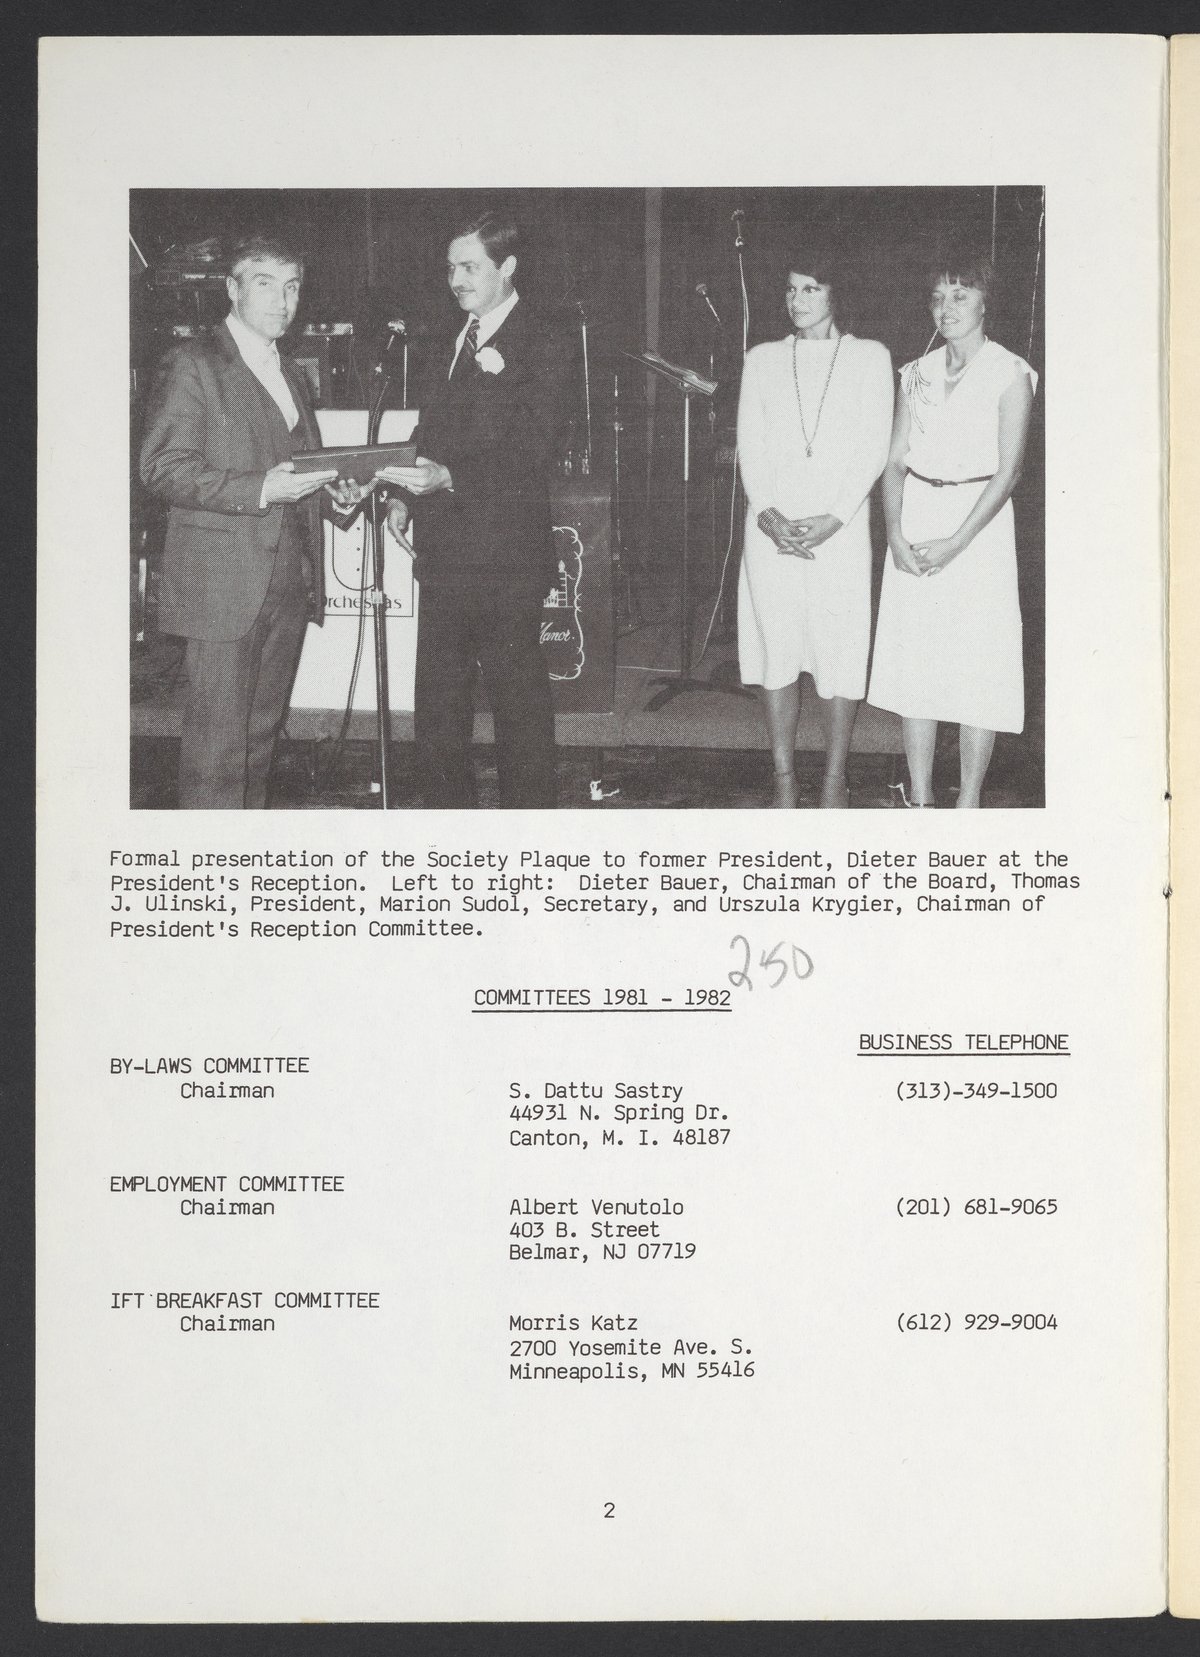 rchestras
Manor.
Formal presentation of the Society Plaque to former President, Dieter Bauer at the
President's Reception. Left to right: Dieter Bauer, Chairman of the Board, Thomas
J. Ulinski, President, Marion Sudol, Secretary, and Urszula Krygier, Chairman of
President's Reception Committee.
250
COMMITTEES 1981 - 1982
BUSINESS TELEPHONE
BY-LAWS COMMITTEE
Chairman S. Dattu Sastry (313)-349-1500
44931 N. Spring Dr.
Canton, M. I. 48187
EMPLOYMENT COMMITTEE
Chairman Albert Venutolo (201) 681-9065
403 B. Street
Belmar, NJ 07719
IFT BREAKFAST COMMITTEE
Chairman Morris Katz (612) 929-9004
2700 Yosemite Ave. S.
Minneapolis, MN 55416
2